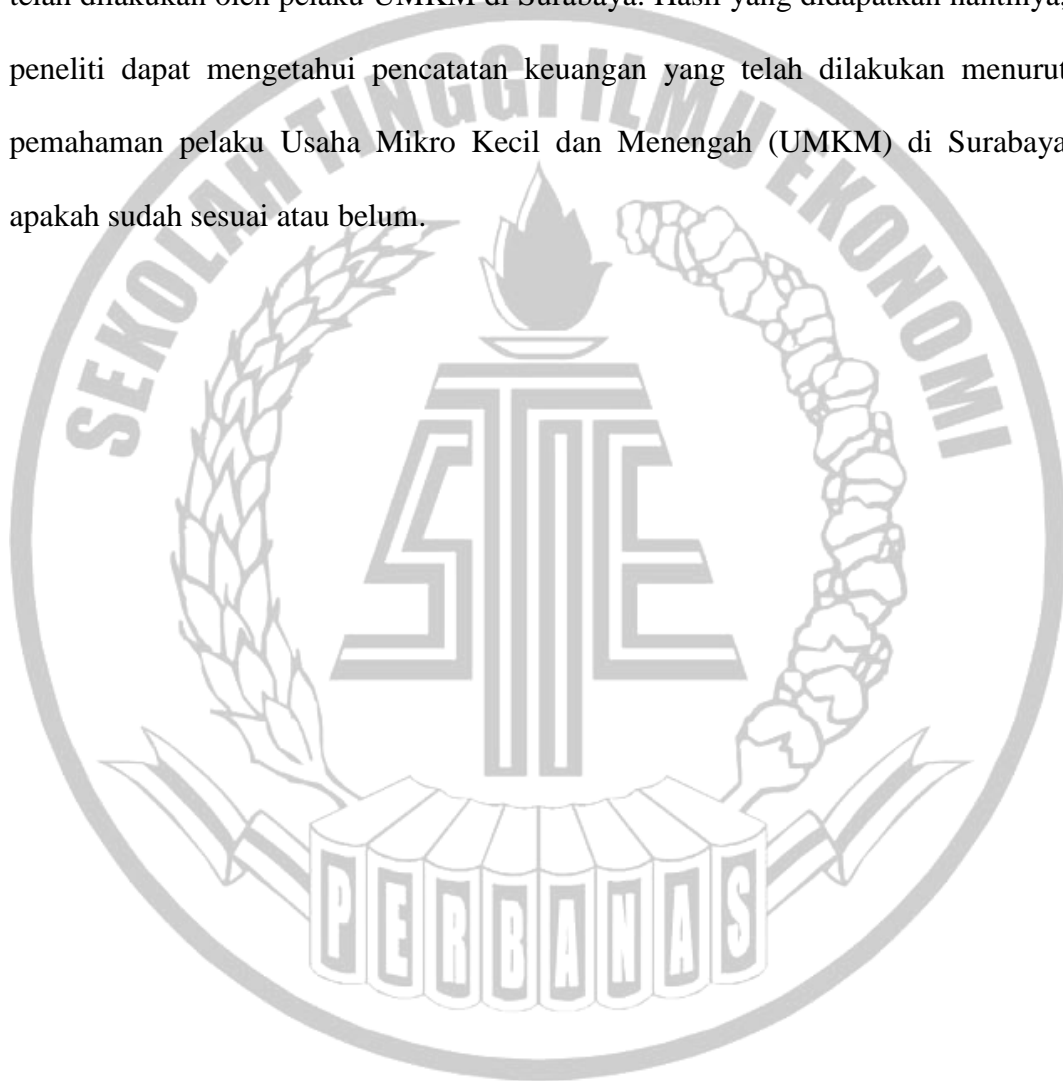 telah dilakukan oleh pelaku UMKM di Surabaya. Hasil yang didapatkan nantinya,
peneliti dapat mengetahui pencatatan keuangan yang telah dilakukan menurut
pemahaman pelaku Usaha Mikro Kecil dan Menengah (UMKM) di Surabaya
apakah sudah sesuai atau belum.
SEKOLAH TINGGI ILMU EKONOMI
STIE
PERBANAS